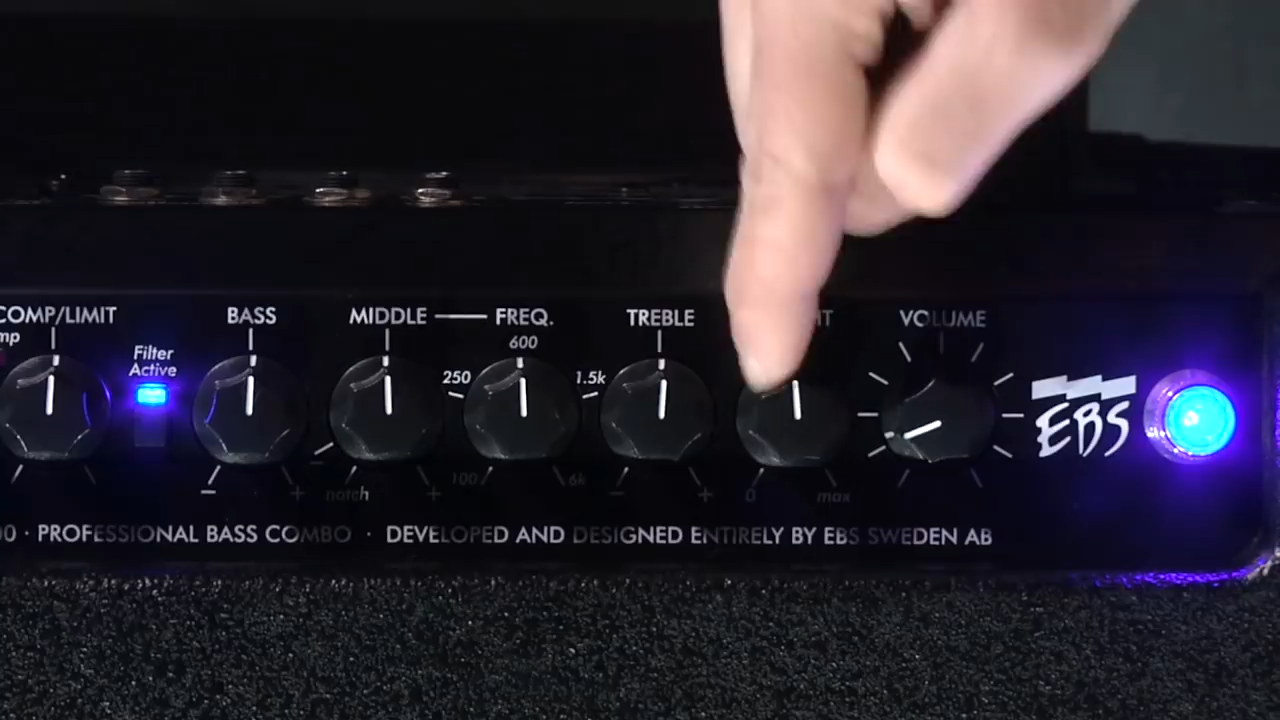 COMP/LIMIT BASS MIDDLE FREQ. TREBLE VOLUME
600
Filter
Active
250 1.5k
EBS
100 6k
notch 0 max
PROFESSIONAL BASS COMBO · DEVELOPED AND DESIGNED ENTIRELY BY EBS SWEDEN AB